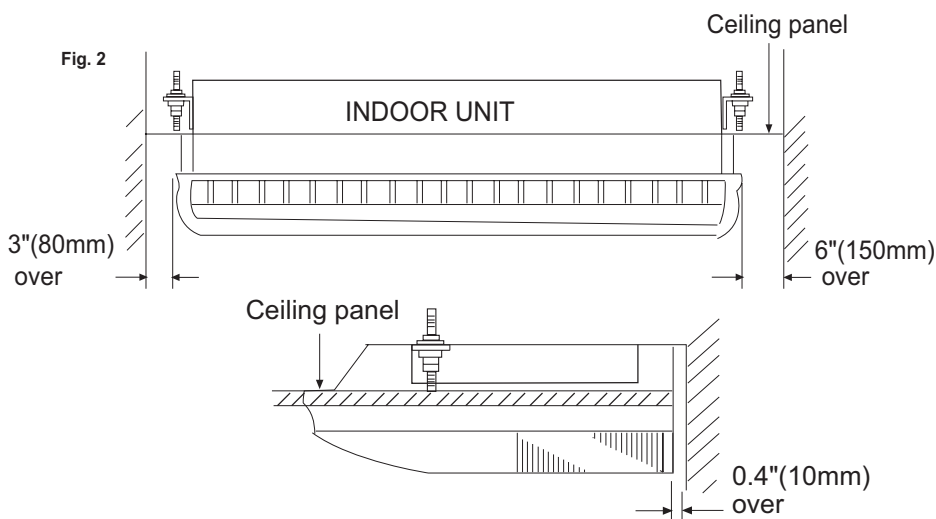 Ceiling panel
Fig. 2
INDOOR UNIT
3"(80mm)
over
6"(150mm)
over
Ceiling panel
0.4"(10mm)
over